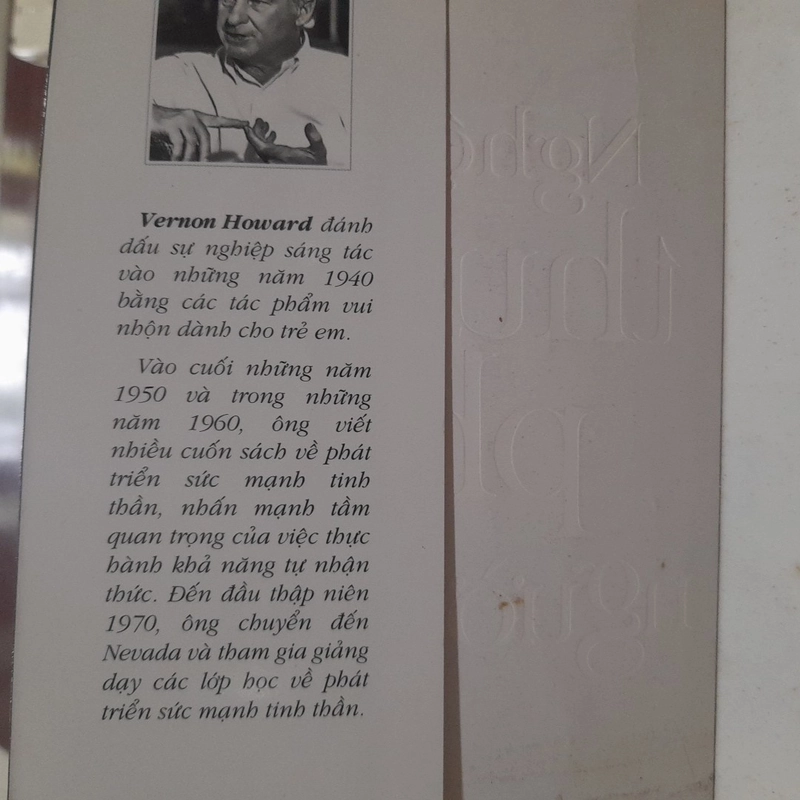 Vernon Howard đánh
dấu sự nghiệp sáng tác
vào những năm 1940
bằng các tác phẩm vui
nhộn dành cho trẻ em.
Vào cuối những năm
1950 và trong những
năm 1960, ông viết
nhiều cuốn sách về phát
triển sức mạnh tinh
thần, nhấn mạnh tầm
quan trọng của việc thực
hành khả năng tự nhận
thức. Đến đầu thập niên
1970, ông chuyển đến
Nevada và tham gia giảng
dạy các lớp học về phát
triển sức mạnh tinh thần.